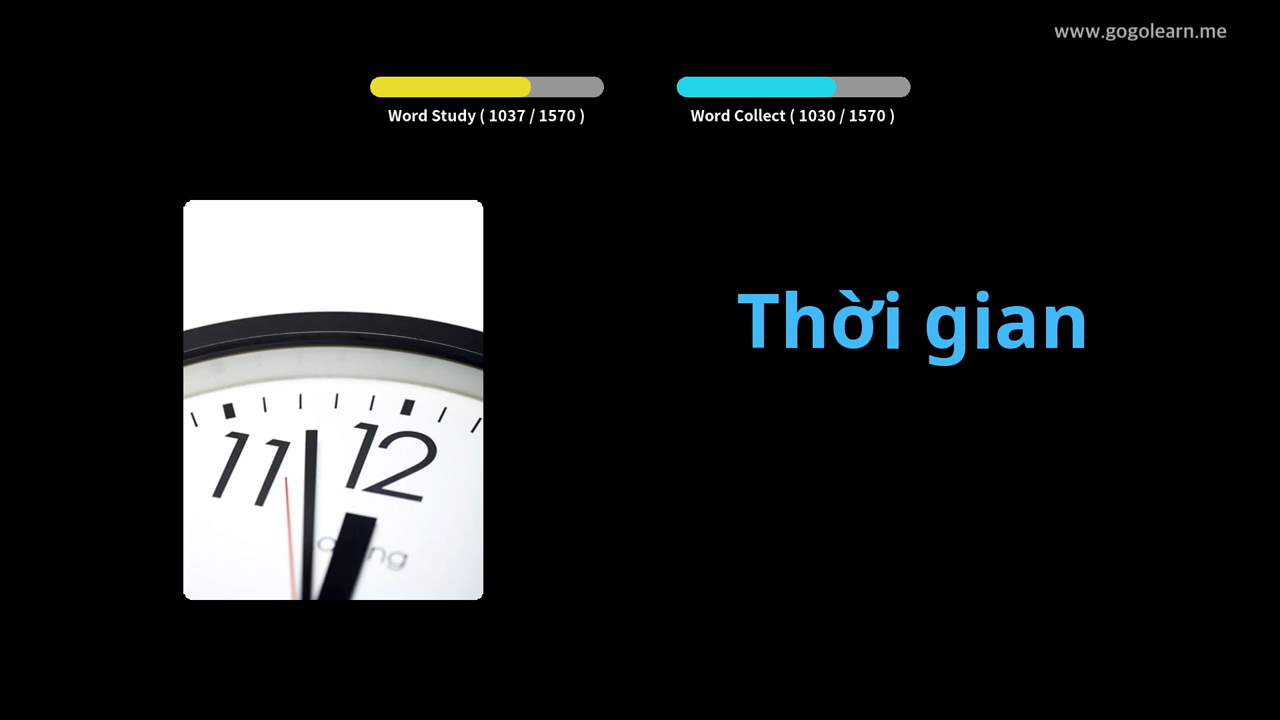 www.gogolearn.me
Word Study ( 1037 / 1570 )
Word Collect ( 1030 / 1570 )
Thời gian
11 12